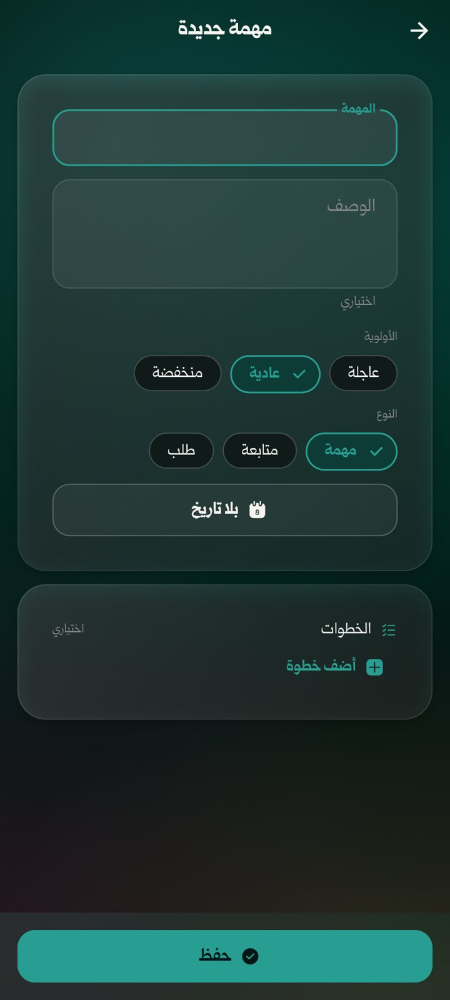 مهمة جديدة
المهمة
الوصف
اختياري
الأولوية
عاجلة عادية منخفضة
النوع
مهمة متابعة طلب
8 بلا تاريخ
الخطوات اختياري
أضف خطوة
حفظ